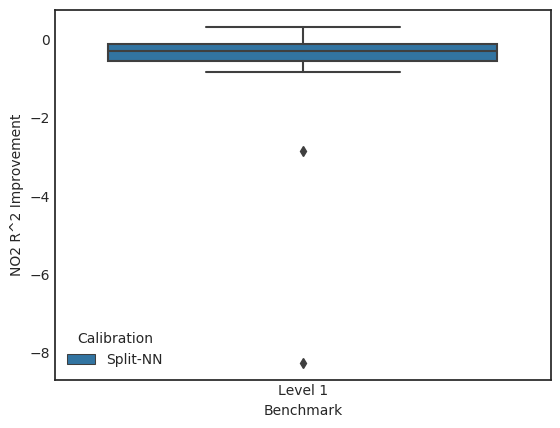 0
−2
−4
−6
−8
NO2 R^2 Improvement
Calibration
Split-NN
Level 1
Benchmark